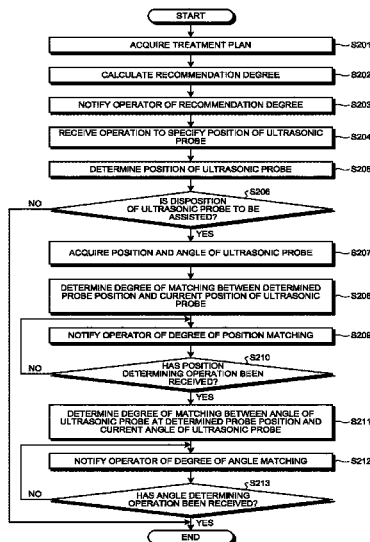 START
ACQUIRE TREATMENT PLAN
S201
CALCULATE RECOMMENDATION DEGREE
S202
NOTIFY OPERATOR OF RECOMMENDATION DEGREE
S203
RECEIVE OPERATION TO SPECIFY POSITION OF ULTRASONIC
PROBE
S204
DETERMINE POSITION OF ULTRASONIC PROBE
S205
S206
IS DISPOSITION
OF ULTRASONIC PROBE TO BE
ASSISTED?
NO
YES
ACQUIRE POSITION AND ANGLE OF ULTRASONIC PROBE
S207
DETERMINE DEGREE OF MATCHING BETWEEN DETERMINED
PROBE POSITION AND CURRENT POSITION OF ULTRASONIC
PROBE
S208
NOTIFY OPERATOR OF DEGREE OF POSITION MATCHING
S209
S210
HAS POSITION
DETERMINING OPERATION BEEN
RECEIVED?
NO
YES
DETERMINE DEGREE OF MATCHING BETWEEN ANGLE OF
ULTRASONIC PROBE AT DETERMINED PROBE POSITION AND
CURRENT ANGLE OF ULTRASONIC PROBE
S211
NOTIFY OPERATOR OF DEGREE OF ANGLE MATCHING
S212
S213
NO
HAS ANGLE DETERMINING
OPERATION BEEN RECEIVED?
YES
END